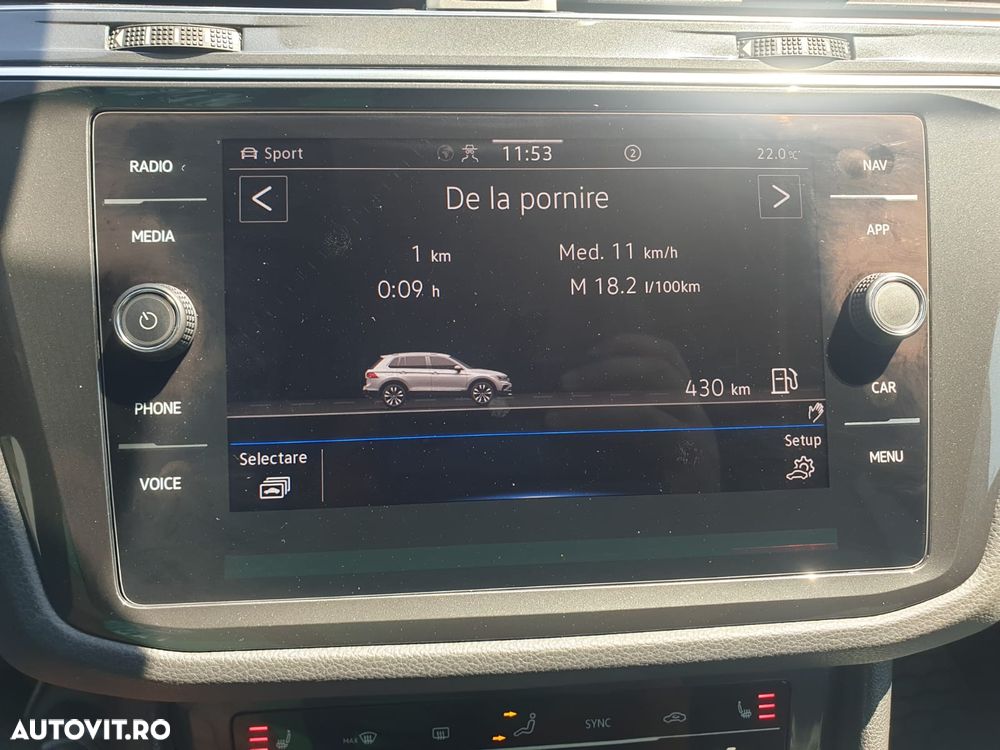 Sport 11:53 2 22.0°C
RADIO
MEDIA
PHONE
VOICE
NAV
APP
CAR
MENU
< De la pornire >
1 km Med. 11 km/h
0:09 h M 18.2 l/100km
430 km
Selectare
Setup
MAX SYNC
AUTOVIT.RO